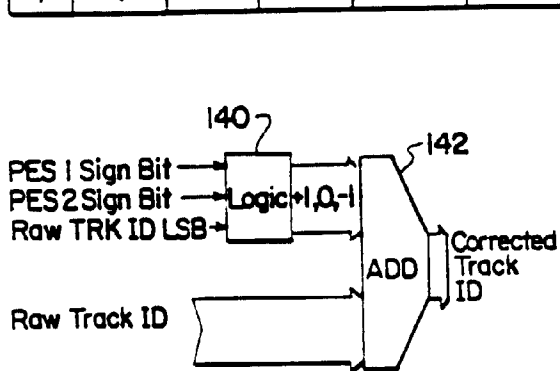 140
142
PES 1 Sign Bit
PES 2 Sign Bit
Raw TRK ID LSB
Logic
+1,0,-1
ADD
Corrected
Track
ID
Raw Track ID